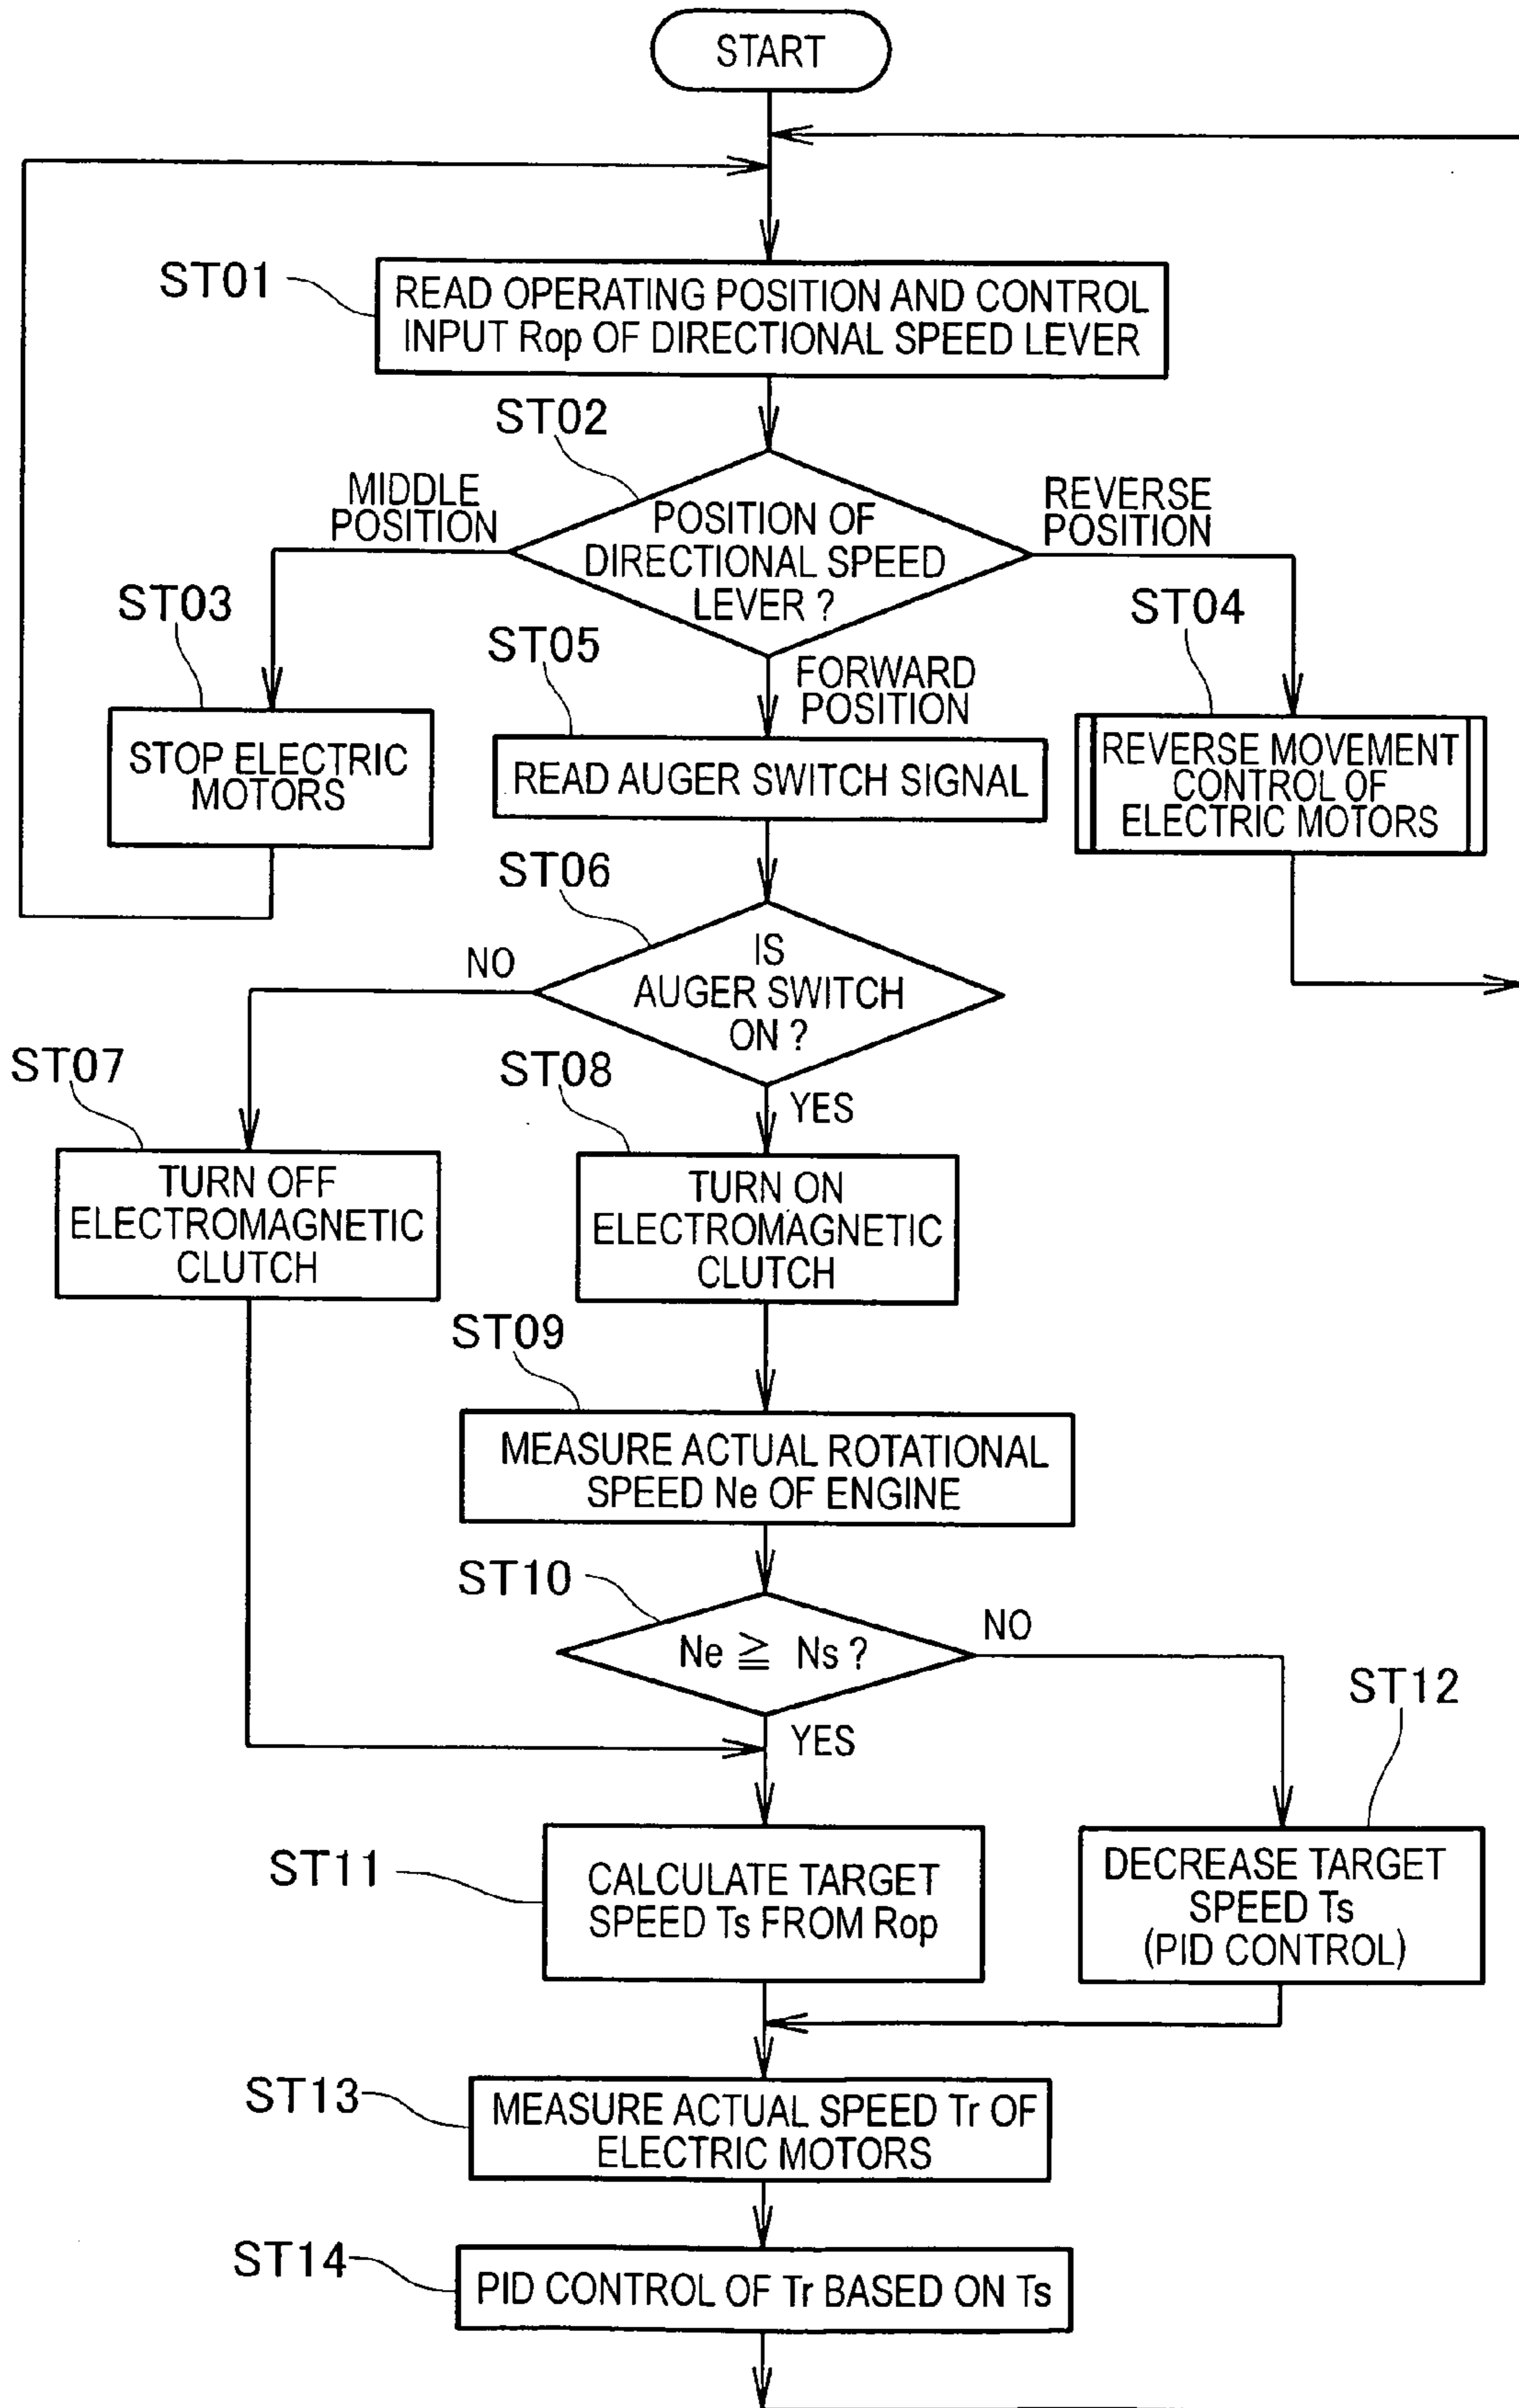 START
ST01
READ OPERATING POSITION AND CONTROL
INPUT Rop OF DIRECTIONAL SPEED LEVER
ST02
MIDDLE
POSITION
POSITION OF
DIRECTIONAL SPEED
LEVER ?
REVERSE
POSITION
ST03
STOP ELECTRIC
MOTORS
ST05
FORWARD
POSITION
READ AUGER SWITCH SIGNAL
ST04
REVERSE MOVEMENT
CONTROL OF
ELECTRIC MOTORS
ST06
NO
IS
AUGER SWITCH
ON ?
YES
ST07
TURN OFF
ELECTROMAGNETIC
CLUTCH
ST08
TURN ON
ELECTROMAGNETIC
CLUTCH
ST09
MEASURE ACTUAL ROTATIONAL
SPEED Ne OF ENGINE
ST10
Ne ≧ Ns ?
NO
YES
ST11
CALCULATE TARGET
SPEED Ts FROM Rop
ST12
DECREASE TARGET
SPEED Ts
(PID CONTROL)
ST13
MEASURE ACTUAL SPEED Tr OF
ELECTRIC MOTORS
ST14
PID CONTROL OF Tr BASED ON Ts